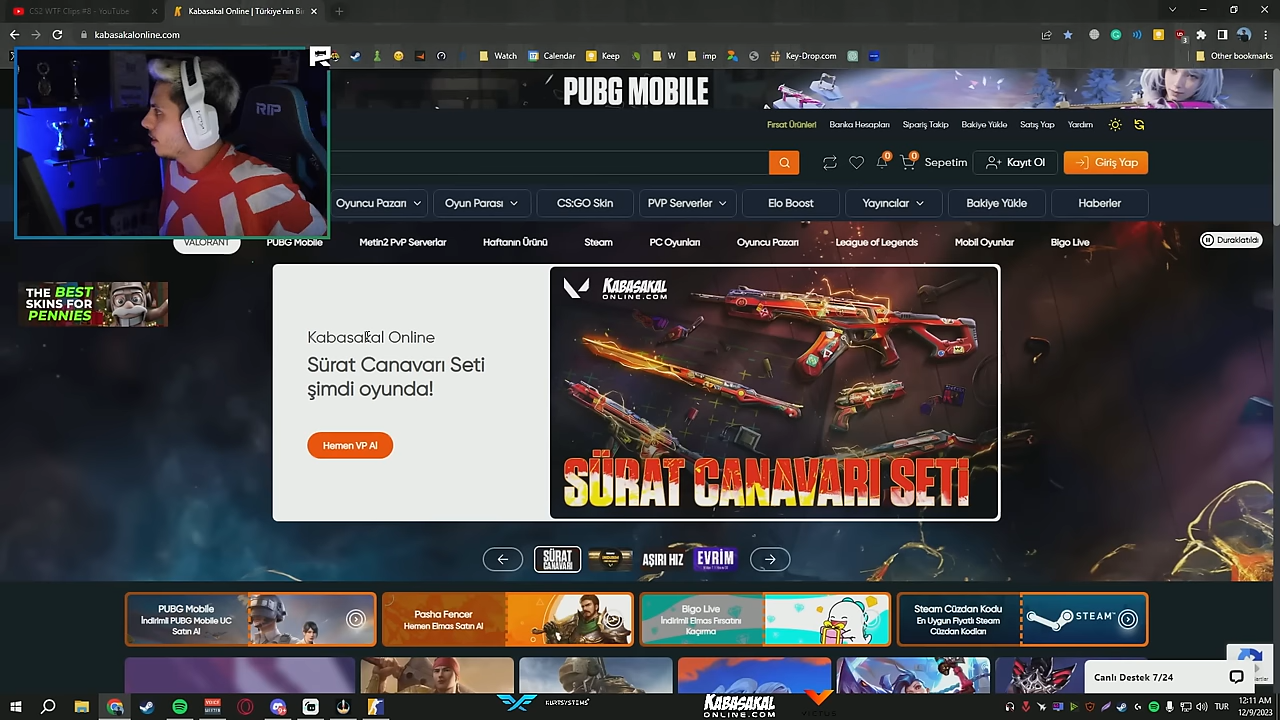 CS2 WTF Clips #8 - YouTube
Kabasakal Online | Türkiye'nin Bir
kabasakalonline.com
Watch
Calendar
Keep
W
imp
Key-Drop.com
Other bookmarks
RIP
PUBG MOBILE
Fırsat Ürünleri
Banka Hesapları
Sipariş Takip
Bakiye Yükle
Satış Yap
Yardım
0
0
Sepetim
Kayıt Ol
Giriş Yap
Oyuncu Pazarı
Oyun Parası
CS:GO Skin
PVP Serverler
Elo Boost
Yayıncılar
Bakiye Yükle
Haberler
VALORANT
PUBG Mobile
Metin2 PvP Serverlar
Haftanın Ürünü
Steam
PC Oyunları
Oyuncu Pazarı
League of Legends
Mobil Oyunlar
Bigo Live
Duraklatıldı
THE BEST
SKINS FOR
PENNIES
Kabasakal Online
Sürat Canavarı Seti
şimdi oyunda!
Hemen VP Al
KABASAKAL
ONLINE.COM
SÜRAT CANAVARI SETİ
SÜRAT
CANAVARI
AŞIRI HIZ
EVRİM
PUBG Mobile
İndirimli PUBG Mobile UC
Satın Al
Pasha Fencer
Hemen Elmas Satın Al
Bigo Live
İndirimli Elmas Fırsatını
Kaçırma
Steam Cüzdan Kodu
En Uygun Fiyatlı Steam
Cüzdan Kodları
STEAM
Canlı Destek 7/24
KURTSYSTEMS
KABASAKAL
ONLINE.COM
VICTUS
TUR
12:11 AM
12/9/2023